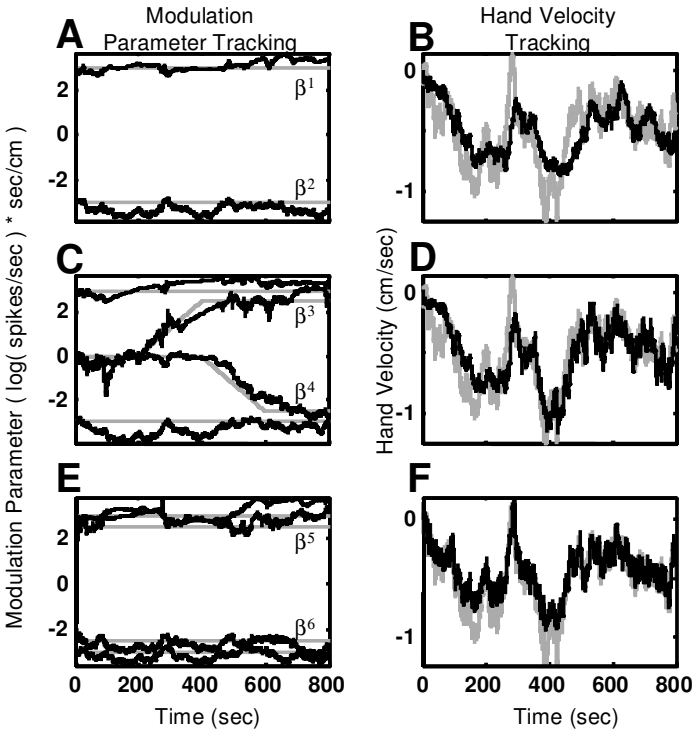 Modulation
Parameter Tracking
Hand Velocity
Tracking
A
B
2
0
-2
β1
β2
0
-1
C
D
2
0
-2
β3
β4
0
-1
E
F
2
0
-2
β5
β6
0
-1
0 200 400 600 800
0 200 400 600 800
Time (sec)
Time (sec)
Modulation Parameter ( log( spikes/sec ) * sec/cm )
Hand Velocity (cm/sec)